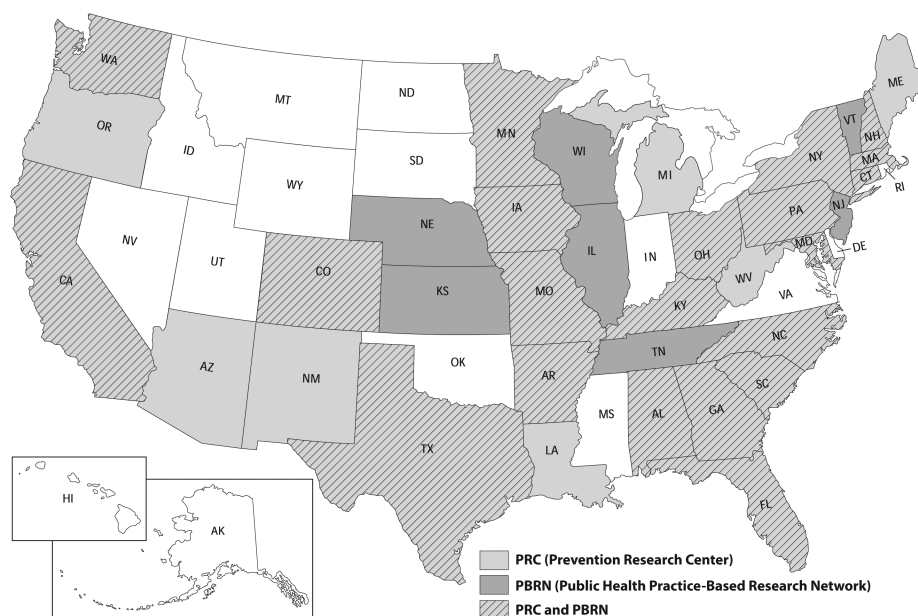 WA
ME
MT
ND
VT
OR
MN
NH
ID
WI
NY
MA
SD
MI
CT
RI
WY
IA
PA
NJ
NE
NV
OH
MD
DE
UT
IL
IN
CO
WV
CA
KS
MO
VA
KY
NC
TN
AZ
OK
NM
AR
SC
MS
AL
GA
TX
LA
HI
FL
AK
PRC (Prevention Research Center)
PBRN (Public Health Practice-Based Research Network)
PRC and PBRN